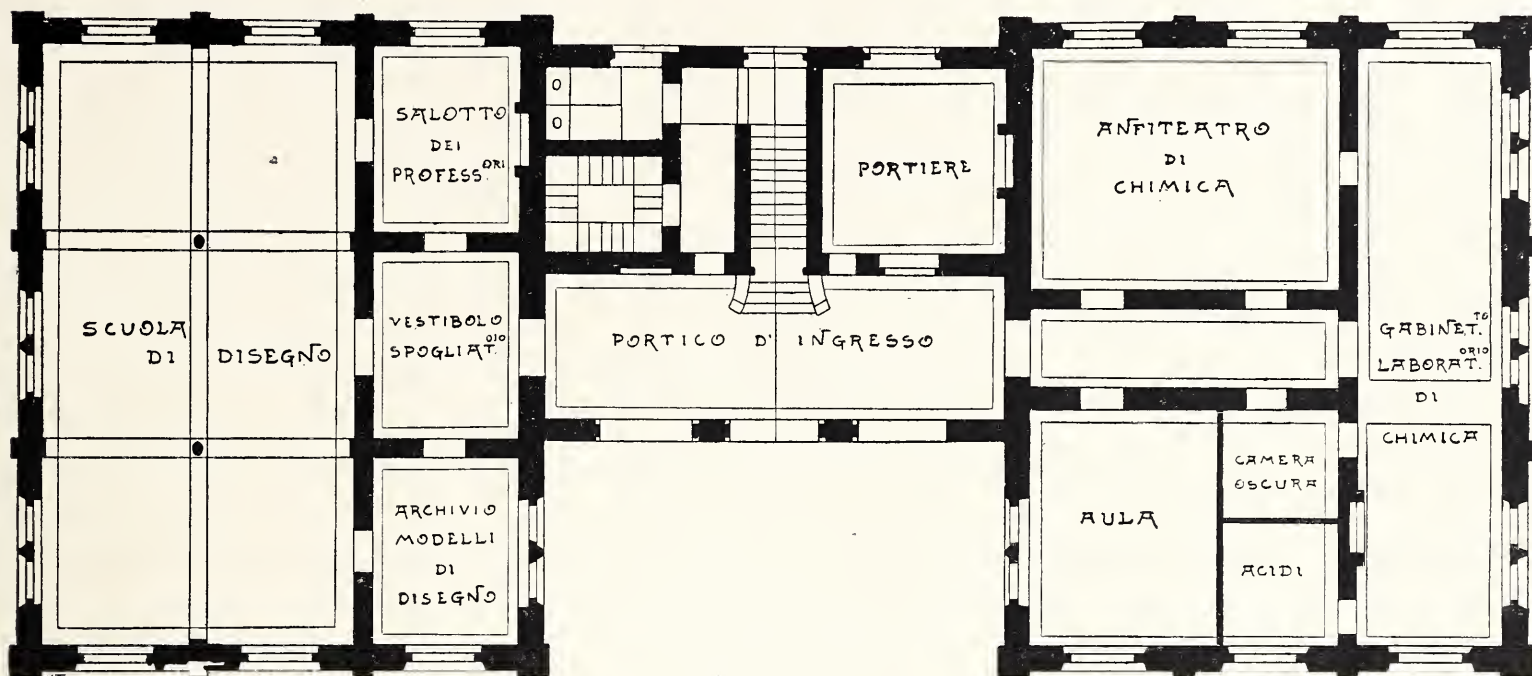 SCUOLA
DI DISEGNO
SALOTTO
DEI
PROFESS.ORI
VESTIBOLO
SPOGLIAT.OIO
ARCHIVIO
MODELLI
DI
DISEGNO
O
O
PORTIERE
PORTICO D' INGRESSO
ANFITEATRO
DI
CHIMICA
AULA
CAMERA
OSCURA
ACIDI
GABINET.TO
LABORAT.ORIO
DI
CHIMICA